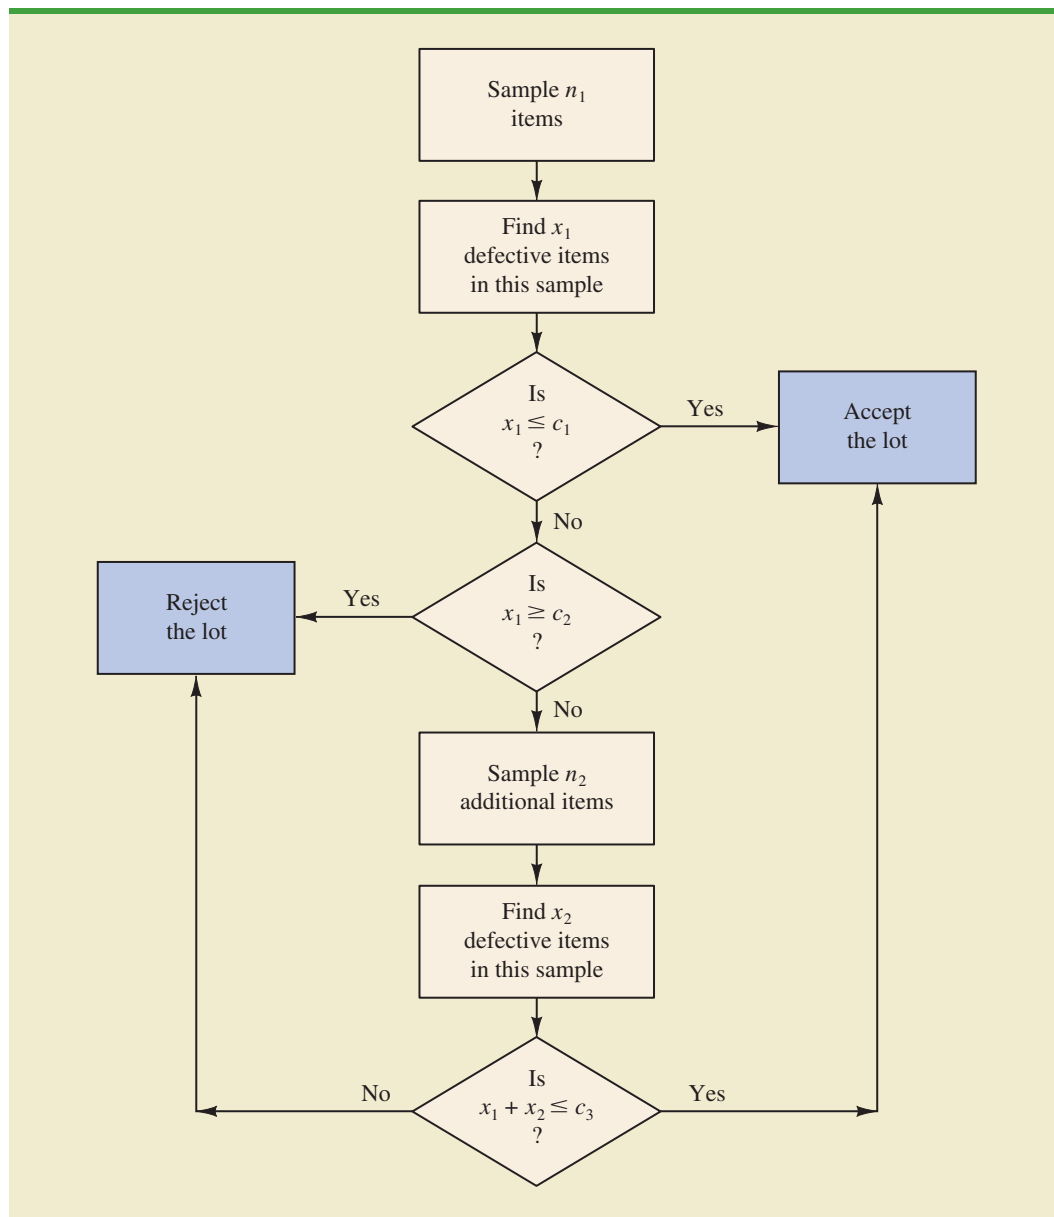 Sample n₁
items
Find x₁
defective items
in this sample
Is
x₁ ≤ c₁
?
Yes
Accept
the lot
No
Is
x₁ ≥ c₂
?
Yes
Reject
the lot
No
Sample n₂
additional items
Find x₂
defective items
in this sample
Is
x₁ + x₂ ≤ c₃
?
No
Yes